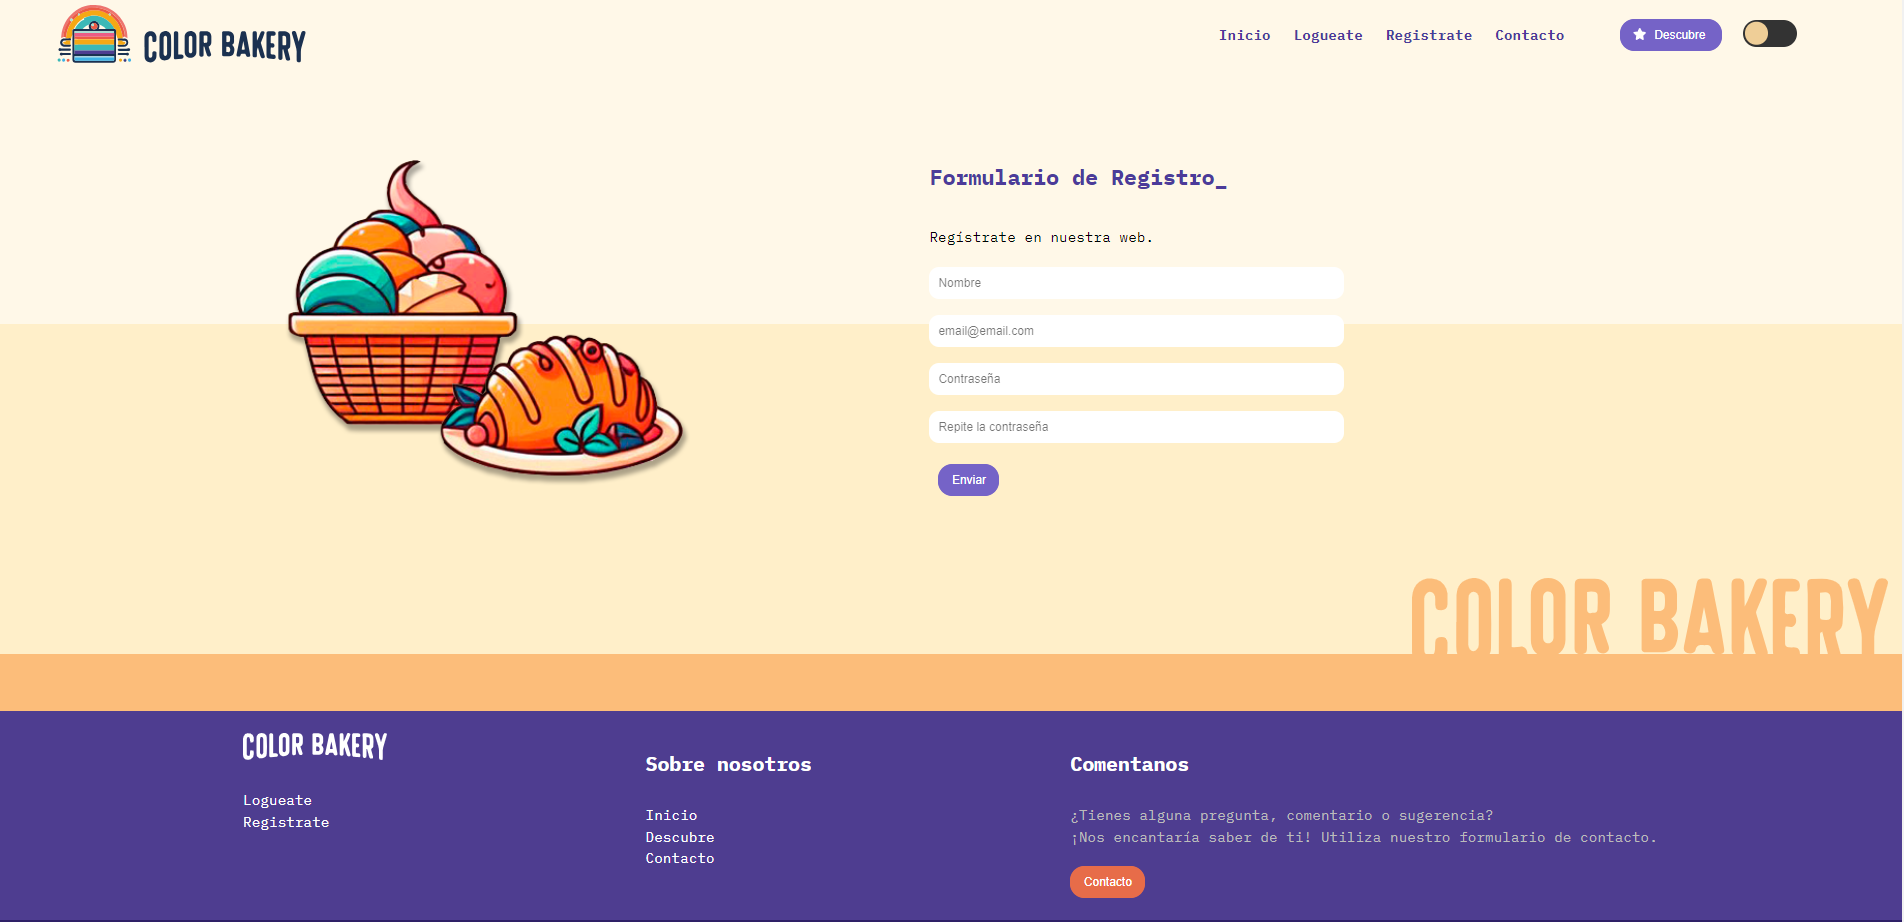 COLOR BAKERY
Inicio Logueate Registrate Contacto Descubre
Formulario de Registro_
Regístrate en nuestra web.
Nombre
email@email.com
Contraseña
Repite la contraseña
Enviar
COLOR BAKERY
COLOR BAKERY
Logueate
Registrate
Sobre nosotros
Inicio
Descubre
Contacto
Comentanos
¿Tienes alguna pregunta, comentario o sugerencia?
¡Nos encantaría saber de ti! Utiliza nuestro formulario de contacto.
Contacto